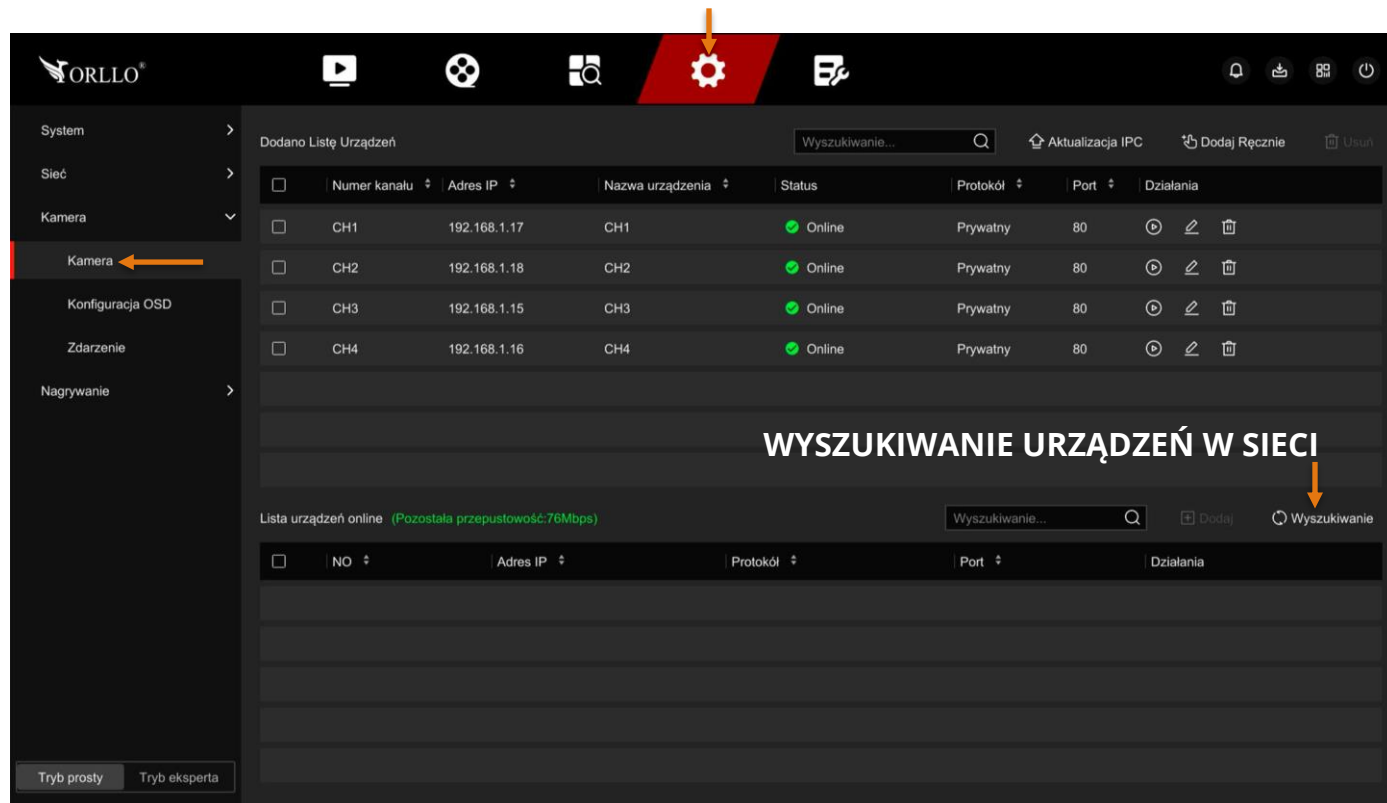 ORLLO®
System
Dodano Listę Urządzeń
Wyszukiwanie...
Aktualizacja IPC
Dodaj Ręcznie
Usuń
Sieć
Numer kanału Adres IP Nazwa urządzenia Status Protokół Port Działania
Kamera
CH1 192.168.1.17 CH1 Online Prywatny 80
Kamera
CH2 192.168.1.18 CH2 Online Prywatny 80
Konfiguracja OSD
CH3 192.168.1.15 CH3 Online Prywatny 80
Zdarzenie
CH4 192.168.1.16 CH4 Online Prywatny 80
Nagrywanie
WYSZUKIWANIE URZĄDZEŃ W SIECI
Lista urządzeń online (Pozostała przepustowość:76Mbps)
Wyszukiwanie...
Dodaj
Wyszukiwanie
NO Adres IP Protokół Port Działania
Tryb prosty Tryb eksperta